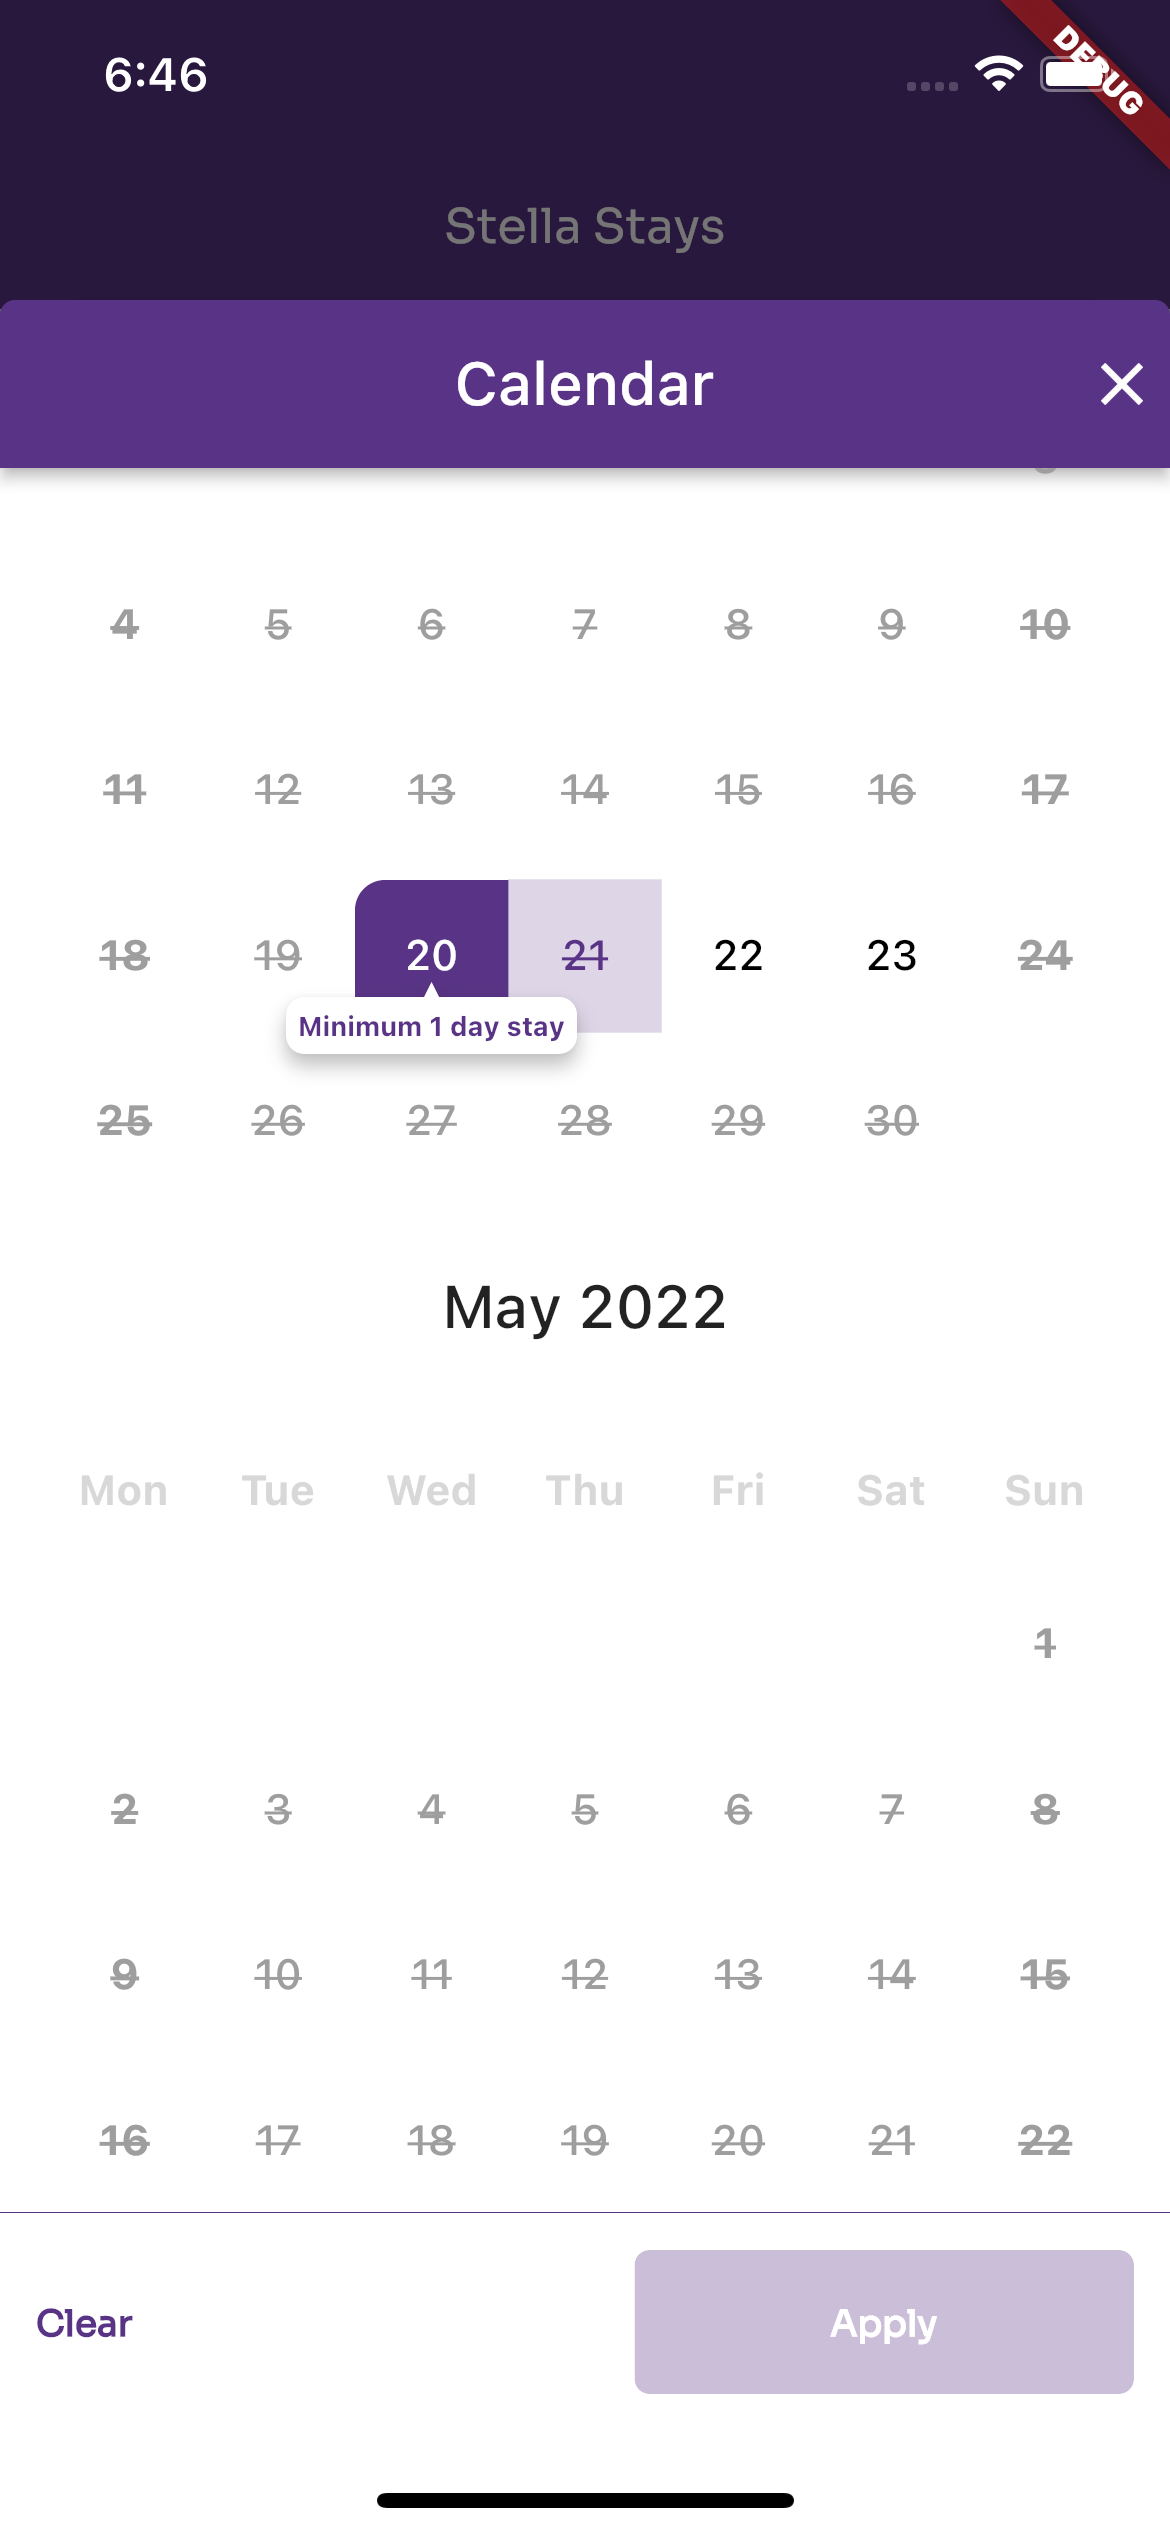 6:46
DEBUG
Stella Stays
Calendar
4 5 6 7 8 9 10
11 12 13 14 15 16 17
18 19 20 21 22 23 24
Minimum 1 day stay
25 26 27 28 29 30
May 2022
Mon Tue Wed Thu Fri Sat Sun
1
2 3 4 5 6 7 8
9 10 11 12 13 14 15
16 17 18 19 20 21 22
Clear Apply